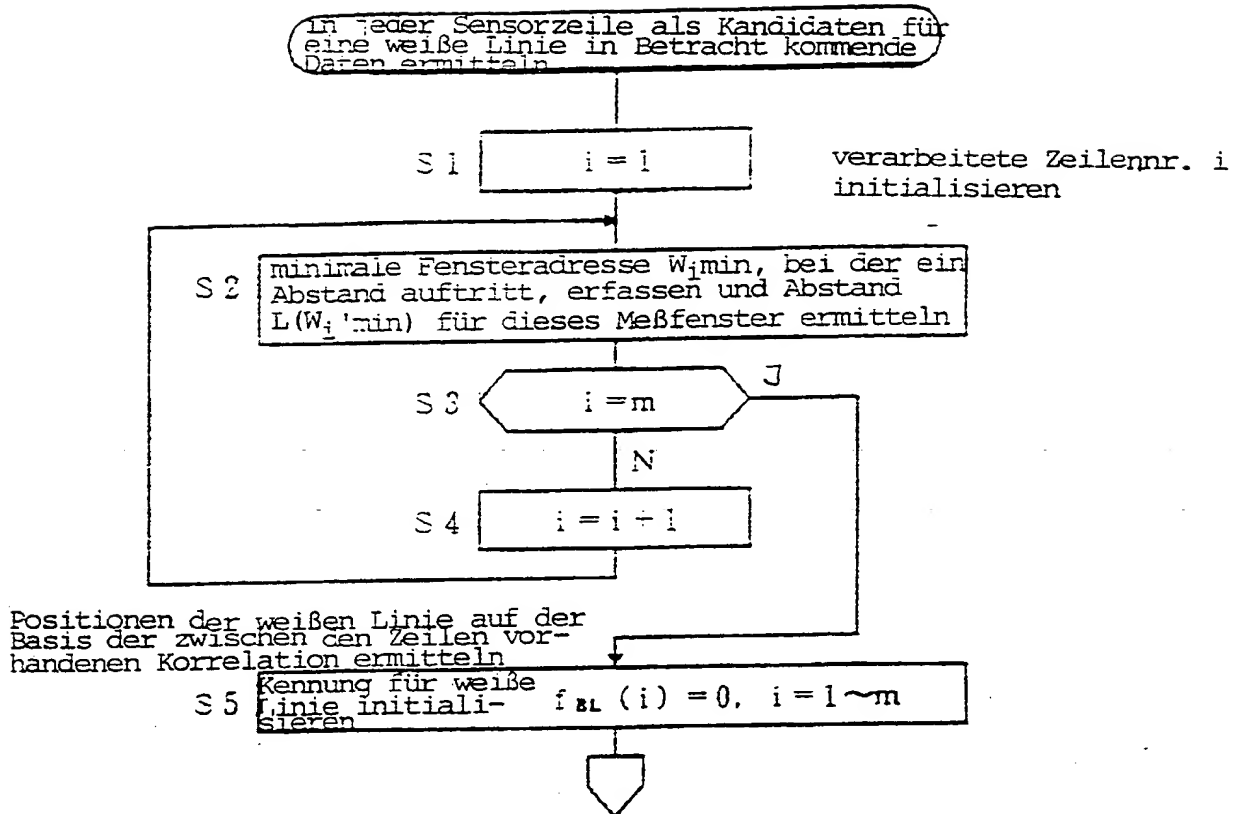 in jeder Sensorzeile als Kandidaten für
eine weiße Linie in Betracht kommende
Daten ermitteln
S 1
i = 1
verarbeitete Zeilennr. i
initialisieren
S 2
minimale Fensteradresse Wimin, bei der ein
Abstand auftritt, erfassen und Abstand
L(Wi'min) für dieses Meßfenster ermitteln
S 3
i = m
J
N
S 4
i = i + 1
Positionen der weißen Linie auf der
Basis der zwischen den Zeilen vor-
handenen Korrelation ermitteln
S 5
Kennung für weiße
Linie initiali-
sieren
fBL (i) = 0, i = 1~m